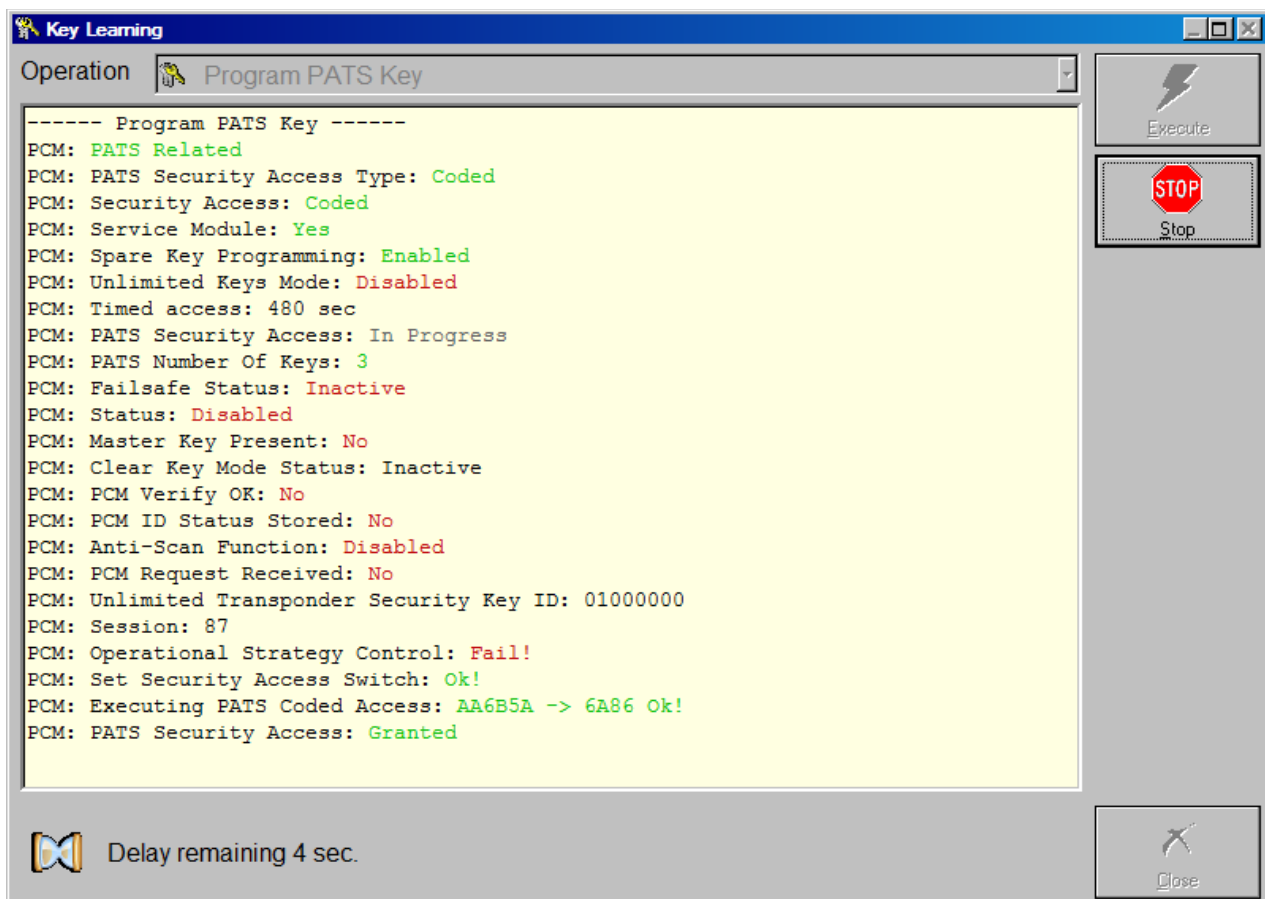 Key Learning
Operation
Program PATS Key
------ Program PATS Key ------
PCM: PATS Related
PCM: PATS Security Access Type: Coded
PCM: Security Access: Coded
PCM: Service Module: Yes
PCM: Spare Key Programming: Enabled
PCM: Unlimited Keys Mode: Disabled
PCM: Timed access: 480 sec
PCM: PATS Security Access: In Progress
PCM: PATS Number Of Keys: 3
PCM: Failsafe Status: Inactive
PCM: Status: Disabled
PCM: Master Key Present: No
PCM: Clear Key Mode Status: Inactive
PCM: PCM Verify OK: No
PCM: PCM ID Status Stored: No
PCM: Anti-Scan Function: Disabled
PCM: PCM Request Received: No
PCM: Unlimited Transponder Security Key ID: 01000000
PCM: Session: 87
PCM: Operational Strategy Control: Fail!
PCM: Set Security Access Switch: Ok!
PCM: Executing PATS Coded Access: AA6B5A -> 6A86 Ok!
PCM: PATS Security Access: Granted
Execute
STOP
Stop
Delay remaining 4 sec.
Close